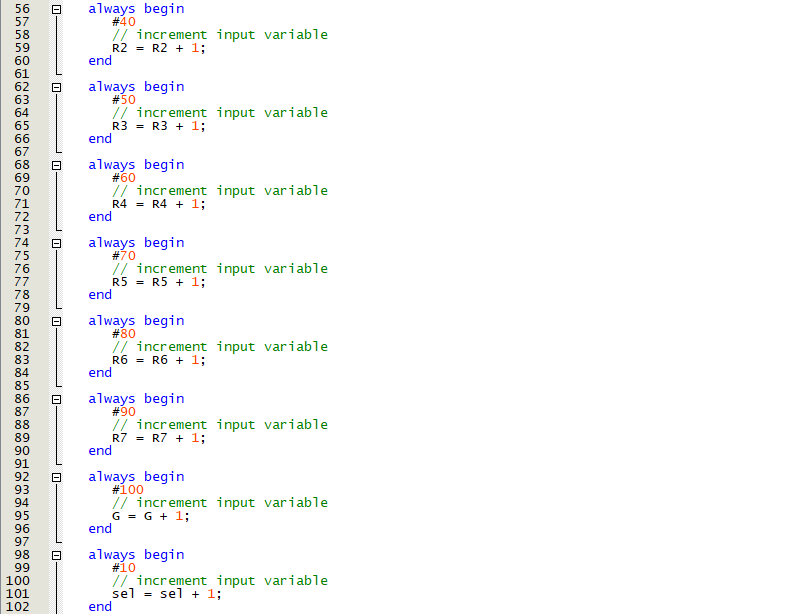 56 always begin
57 #40
58 // increment input variable
59 R2 = R2 + 1;
60 end
61
62 always begin
63 #50
64 // increment input variable
65 R3 = R3 + 1;
66 end
67
68 always begin
69 #60
70 // increment input variable
71 R4 = R4 + 1;
72 end
73
74 always begin
75 #70
76 // increment input variable
77 R5 = R5 + 1;
78 end
79
80 always begin
81 #80
82 // increment input variable
83 R6 = R6 + 1;
84 end
85
86 always begin
87 #90
88 // increment input variable
89 R7 = R7 + 1;
90 end
91
92 always begin
93 #100
94 // increment input variable
95 G = G + 1;
96 end
97
98 always begin
99 #10
100 // increment input variable
101 sel = sel + 1;
102 end